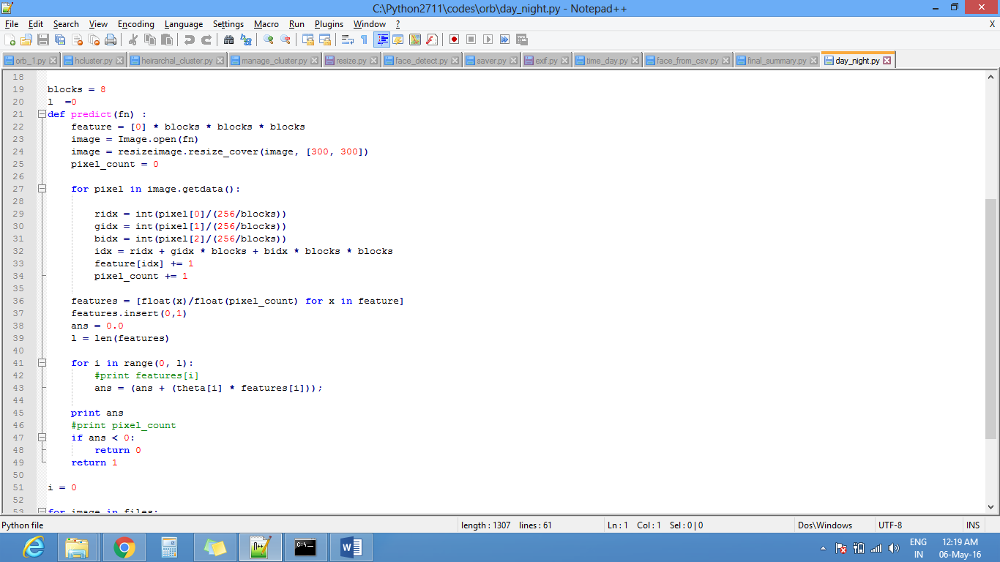 C:\Python2711\codes\orb\day_night.py - Notepad++
File Edit Search View Encoding Language Settings Macro Run Plugins Window ? X
orb_1.py hcluster.py heirarchal_cluster.py manage_cluster.py resize.py face_detect.py saver.py exif.py time_day.py face_from_csv.py final_summary.py day_night.py
18
19 blocks = 8
20 l  =0
21 def predict(fn) :
22     feature = [0] * blocks * blocks * blocks
23     image = Image.open(fn)
24     image = resizeimage.resize_cover(image, [300, 300])
25     pixel_count = 0
26
27     for pixel in image.getdata():
28
29         ridx = int(pixel[0]/(256/blocks))
30         gidx = int(pixel[1]/(256/blocks))
31         bidx = int(pixel[2]/(256/blocks))
32         idx = ridx + gidx * blocks + bidx * blocks * blocks
33         feature[idx] += 1
34         pixel_count += 1
35
36     features = [float(x)/float(pixel_count) for x in feature]
37     features.insert(0,1)
38     ans = 0.0
39     l = len(features)
40
41     for i in range(0, l):
42         #print features[i]
43         ans = (ans + (theta[i] * features[i]));
44
45     print ans
46     #print pixel_count
47     if ans < 0:
48         return 0
49     return 1
50
51 i = 0
52
53 for image in files:
Python file length : 1307 lines : 61 Ln : 1 Col : 1 Sel : 0 | 0 Dos\Windows UTF-8 INS
ENG 12:19 AM
IN 06-May-16